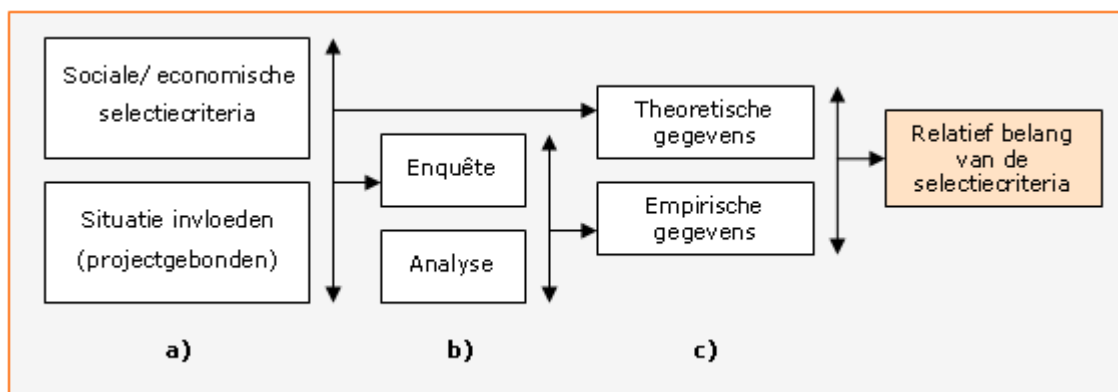 Sociale/ economische
selectiecriteria
Situatie invloeden
(projectgebonden)
Enquête
Analyse
Theoretische
gegevens
Empirische
gegevens
Relatief belang
van de
selectiecriteria
a)
b)
c)